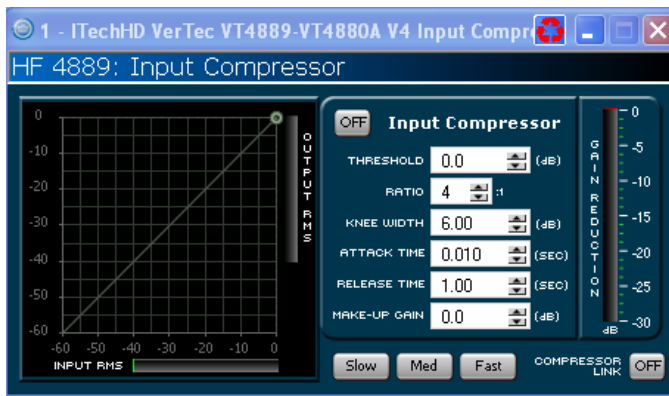 1 - ITechHD VerTec VT4889-VT4880A V4 Input Compre
HF 4889: Input Compressor
0
-10
-20
-30
-40
-50
-60
-60 -50 -40 -30 -20 -10 0
INPUT RMS
OUTPUT RMS
OFF Input Compressor
THRESHOLD 0.0 (dB)
RATIO 4 :1
KNEE WIDTH 6.00 (dB)
ATTACK TIME 0.010 (SEC)
RELEASE TIME 1.00 (SEC)
MAKE-UP GAIN 0.0 (dB)
GAIN REDUCTION
0
-5
-10
-15
-20
-25
-30
dB
Slow Med Fast
COMPRESSOR LINK OFF